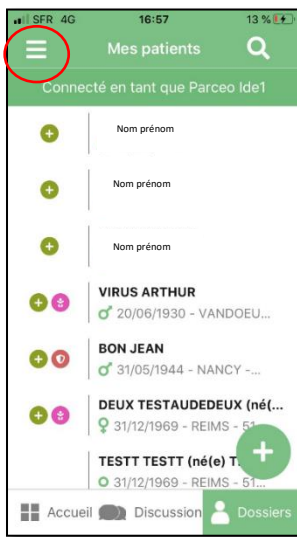 SFR 4G 16:57 13 %
Mes patients
Connecté en tant que Parceo Ide1
Nom prénom
Nom prénom
Nom prénom
VIRUS ARTHUR
20/06/1930 - VANDOEU...
BON JEAN
31/05/1944 - NANCY -...
DEUX TESTAUDEDEUX (né(...
31/12/1969 - REIMS - 51...
TESTT TESTT (né(e) T...
31/12/1969 - REIMS - 51...
Accueil Discussion Dossiers